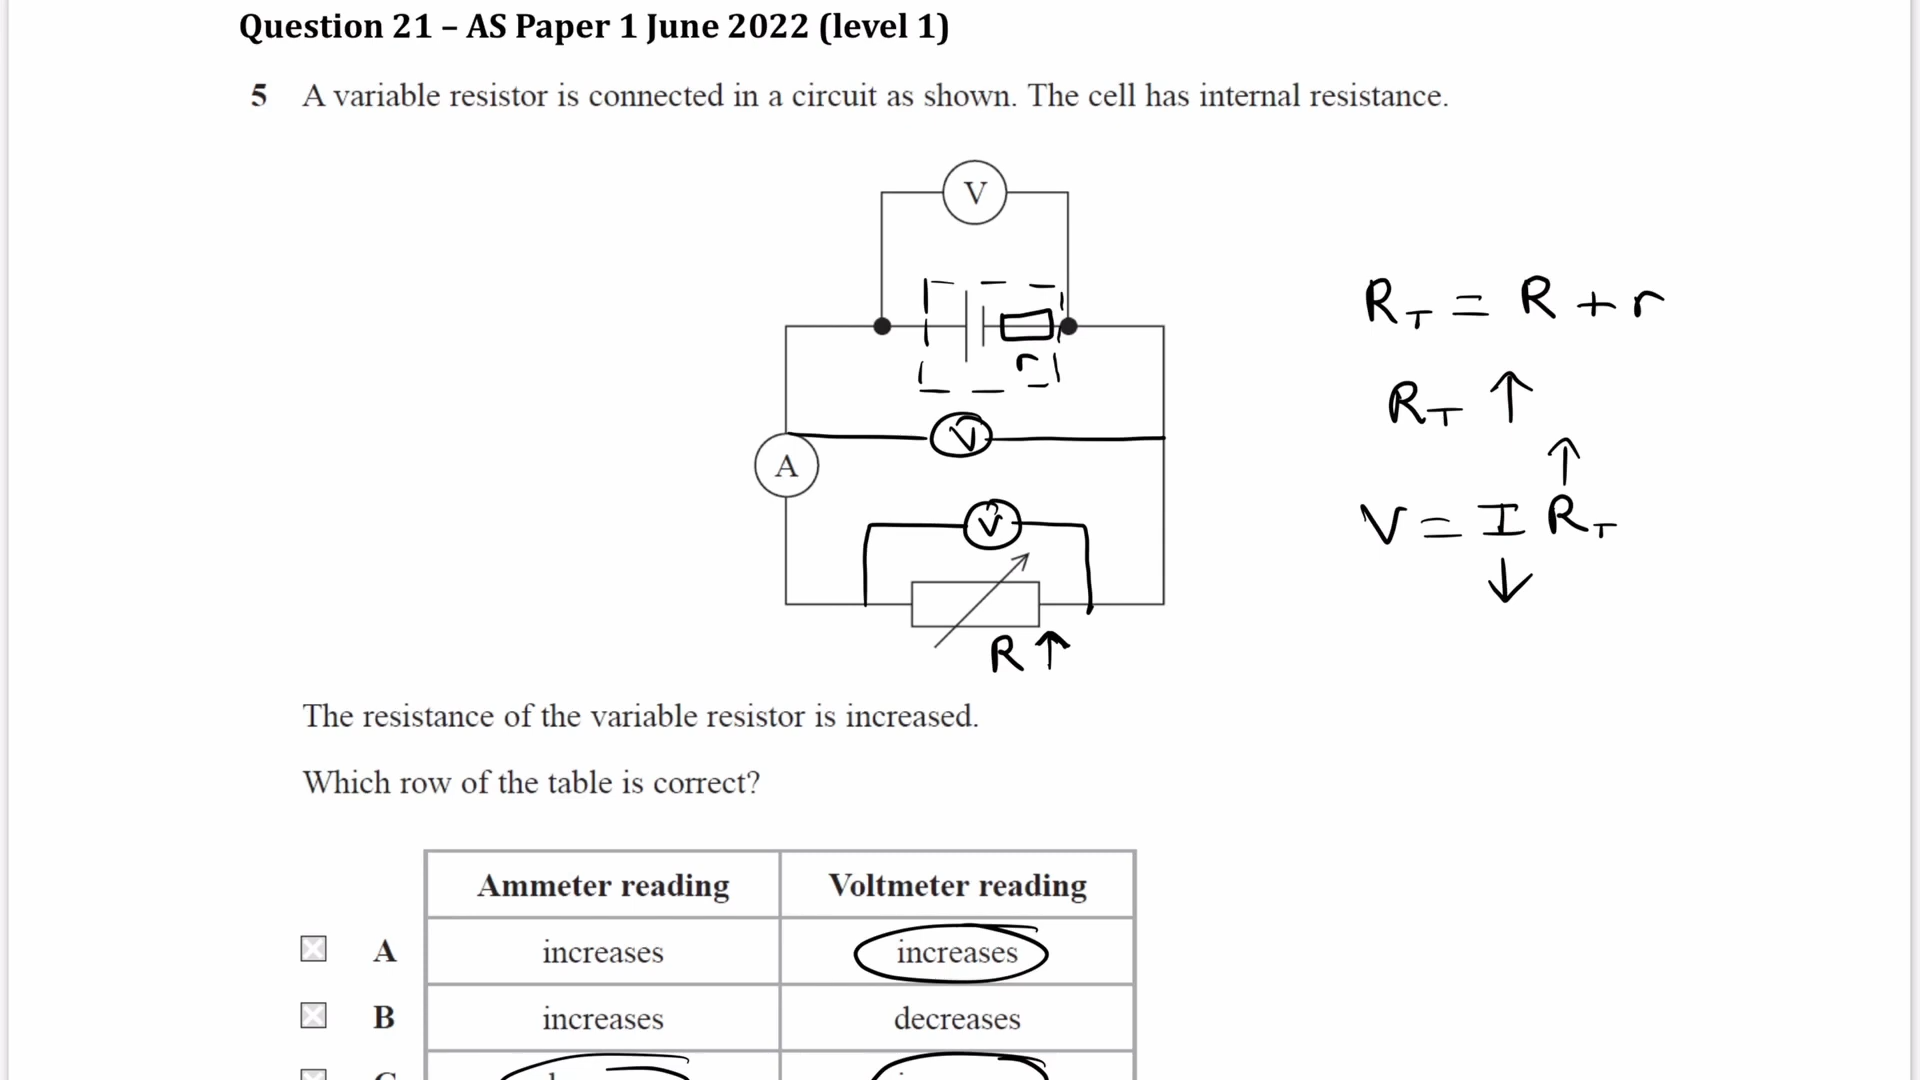 Question 21 – AS Paper 1 June 2022 (level 1)
5 A variable resistor is connected in a circuit as shown. The cell has internal resistance.
V
r
V
A
V
R ↑
R_T = R + r
R_T ↑
↑
V = I R_T
↓
The resistance of the variable resistor is increased.
Which row of the table is correct?
Ammeter reading Voltmeter reading
A increases increases
B increases decreases